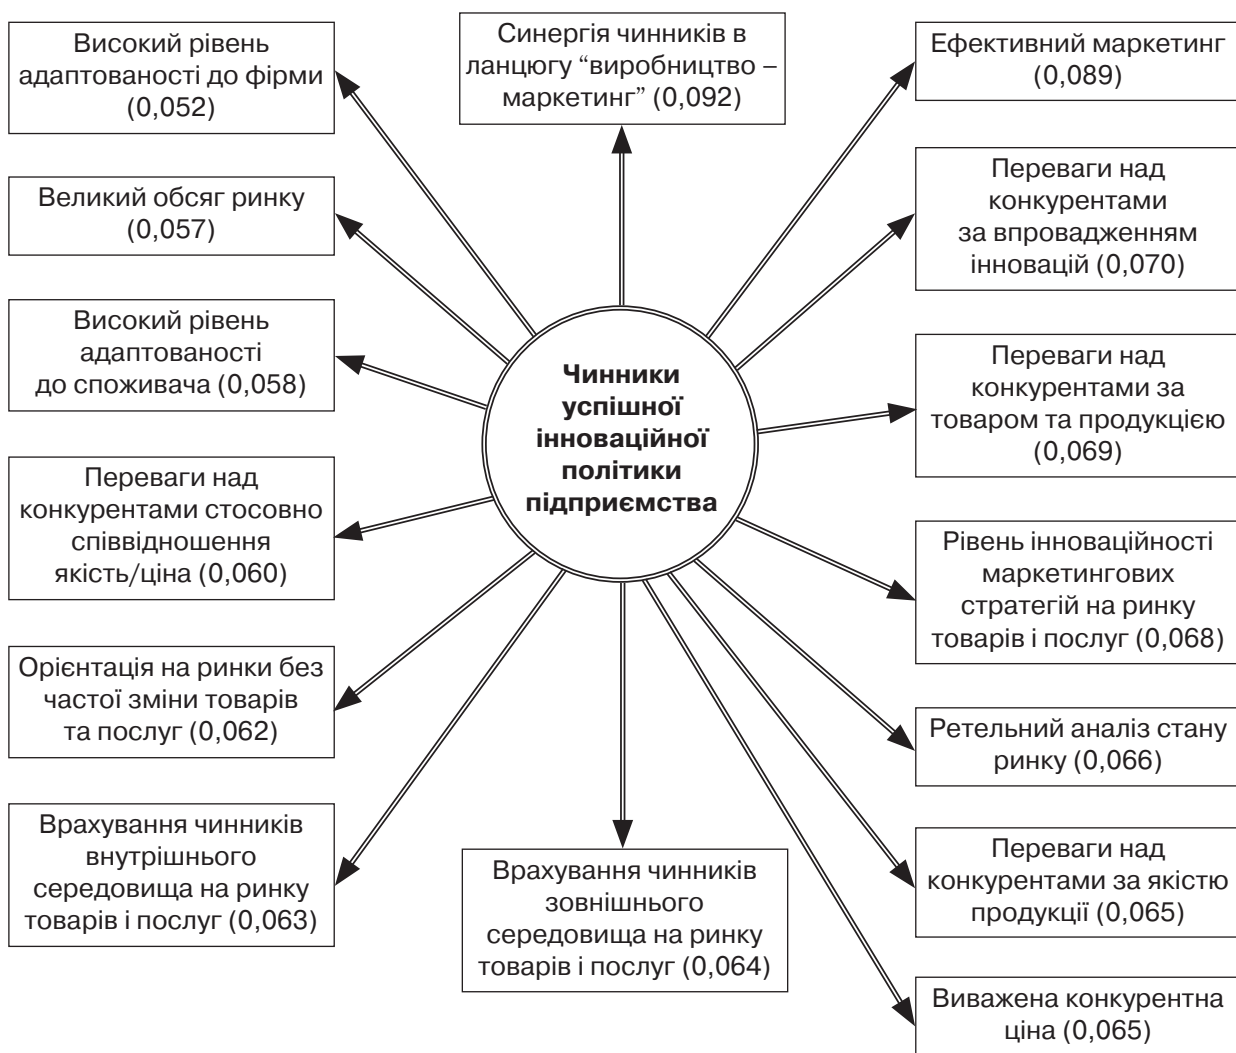 Високий рівень
адаптованості до фірми
(0,052)
Синергія чинників в
ланцюгу “виробництво –
маркетинг” (0,092)
Ефективний маркетинг
(0,089)
Великий обсяг ринку
(0,057)
Переваги над
конкурентами
за впровадженням
інновацій (0,070)
Високий рівень
адаптованості
до споживача (0,058)
Чинники
успішної
інноваційної
політики
підприємства
Переваги над
конкурентами за
товаром та продукцією
(0,069)
Переваги над
конкурентами стосовно
співвідношення
якість/ціна (0,060)
Рівень інноваційності
маркетингових
стратегій на ринку
товарів і послуг (0,068)
Орієнтація на ринки без
частої зміни товарів
та послуг (0,062)
Ретельний аналіз стану
ринку (0,066)
Врахування чинників
внутрішнього
середовища на ринку
товарів і послуг (0,063)
Врахування чинників
зовнішнього
середовища на ринку
товарів і послуг (0,064)
Переваги над
конкурентами за якістю
продукції (0,065)
Виважена конкурентна
ціна (0,065)